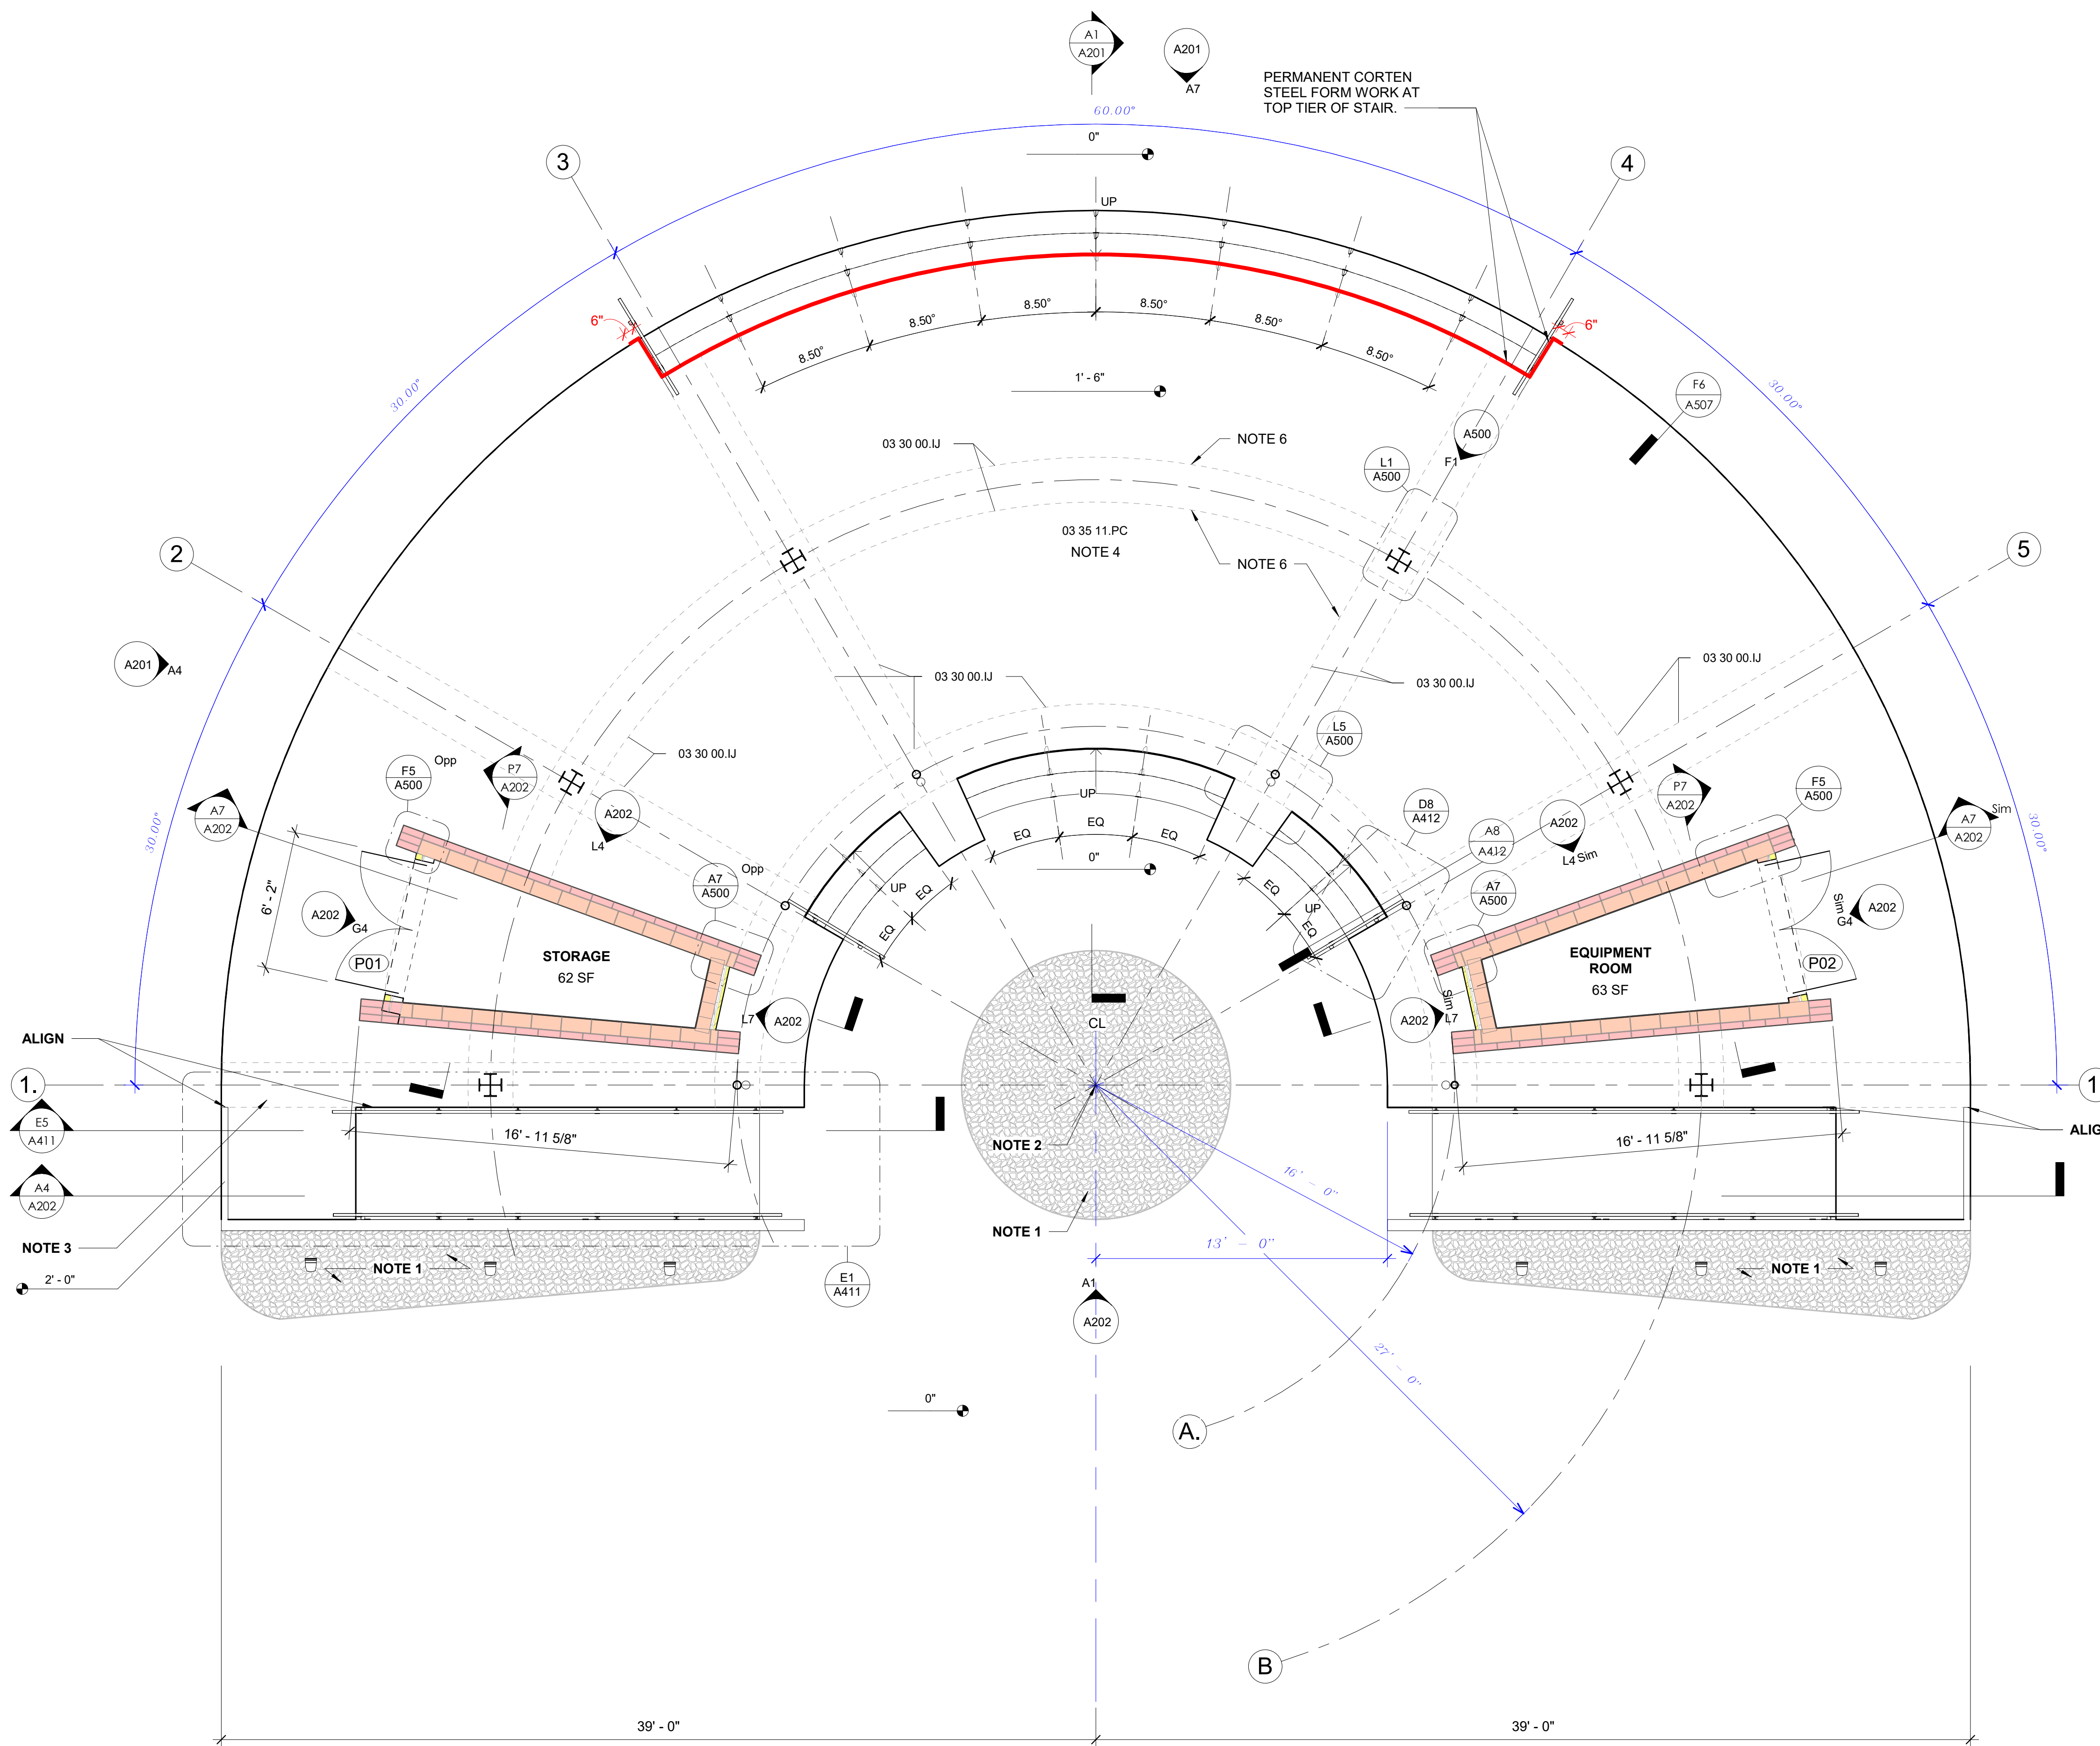 A1
A201
A201
A7
PERMANENT CORTEN
STEEL FORM WORK AT
TOP TIER OF STAIR.
60.00°
0"
3
4
UP
6"
6"
8.50°
8.50°
8.50°
8.50°
8.50°
8.50°
1' - 6"
30.00°
30.00°
F6
A507
03 30 00.IJ
NOTE 6
A500
F1
L1
A500
03 35 11.PC
NOTE 4
NOTE 6
2
5
A201
A4
03 30 00.IJ
03 30 00.IJ
03 30 00.IJ
03 30 00.IJ
L5
A500
F5
A500
Opp
P7
A202
P7
A202
F5
A500
A7
A202
A202
L4
D8
A412
A8
A412
A202
L4
Sim
A7
A202
Sim
30.00°
30.00°
UP
EQ
EQ
EQ
0"
A7
A500
Opp
UP
EQ
EQ
EQ
UP
EQ
A7
A500
6' - 2"
A202
G4
P01
STORAGE
62 SF
EQUIPMENT
ROOM
63 SF
Sim
G4
A202
P02
L7
A202
CL
A202
Sim
L7
ALIGN
1.
1
E5
A411
16' - 11 5/8"
NOTE 2
16' - 11 5/8"
ALIG
A4
A202
16' - 0"
NOTE 3
NOTE 1
13' - 0"
2' - 0"
NOTE 1
NOTE 1
E1
A411
A1
A202
27' - 0"
0"
A.
B
39' - 0"
39' - 0"